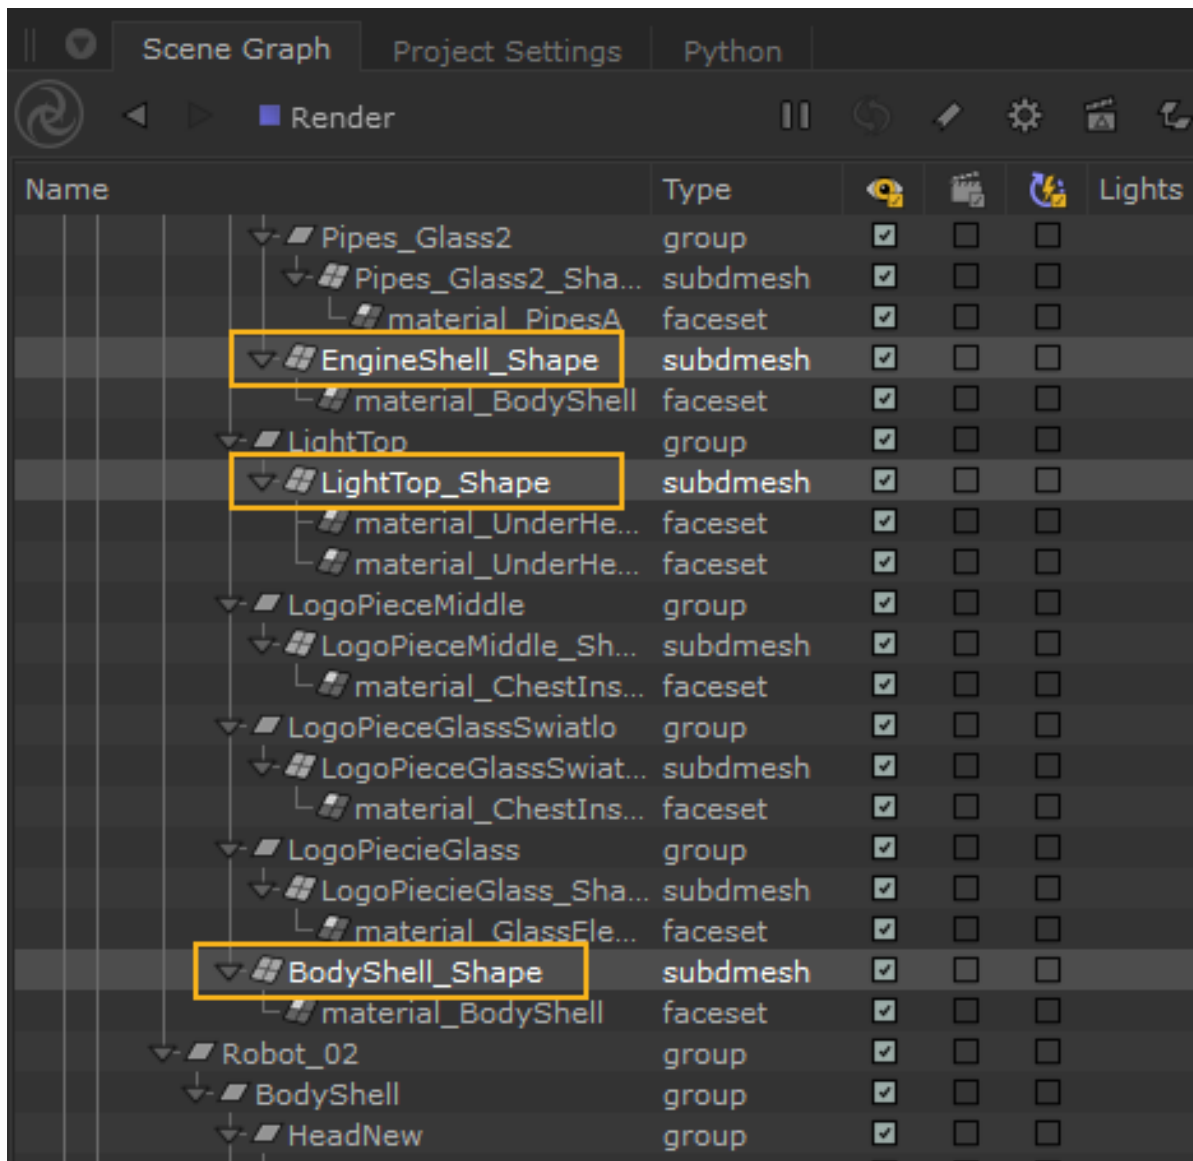 Scene Graph Project Settings Python
Render
Name Type Lights
Pipes_Glass2 group
Pipes_Glass2_Sha... subdmesh
material_PipesA faceset
EngineShell_Shape subdmesh
material_BodyShell faceset
LightTop group
LightTop_Shape subdmesh
material_UnderHe... faceset
material_UnderHe... faceset
LogoPieceMiddle group
LogoPieceMiddle_Sh... subdmesh
material_ChestIns... faceset
LogoPieceGlassSwiatlo group
LogoPieceGlassSwiat... subdmesh
material_ChestIns... faceset
LogoPiecieGlass group
LogoPiecieGlass_Sha... subdmesh
material_GlassEle... faceset
BodyShell_Shape subdmesh
material_BodyShell faceset
Robot_02 group
BodyShell group
HeadNew group